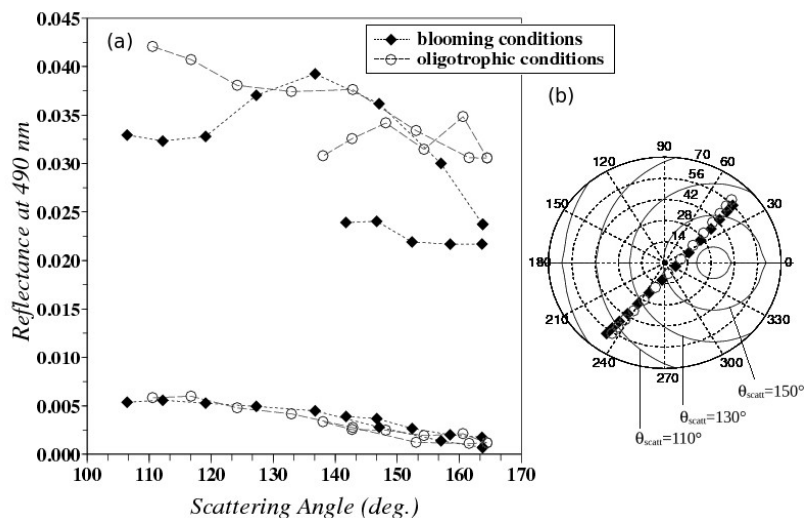 0.045
0.040
0.035
0.030
0.025
0.020
0.015
0.010
0.005
0.000
Reflectance at 490 nm
(a)
100 110 120 130 140 150 160 170
Scattering Angle (deg.)
blooming conditions
oligotrophic conditions
(b)
90
120
70
60
56
150
42
30
28
14
180
0
210
330
240
300
270
θscatt=150°
θscatt=130°
θscatt=110°